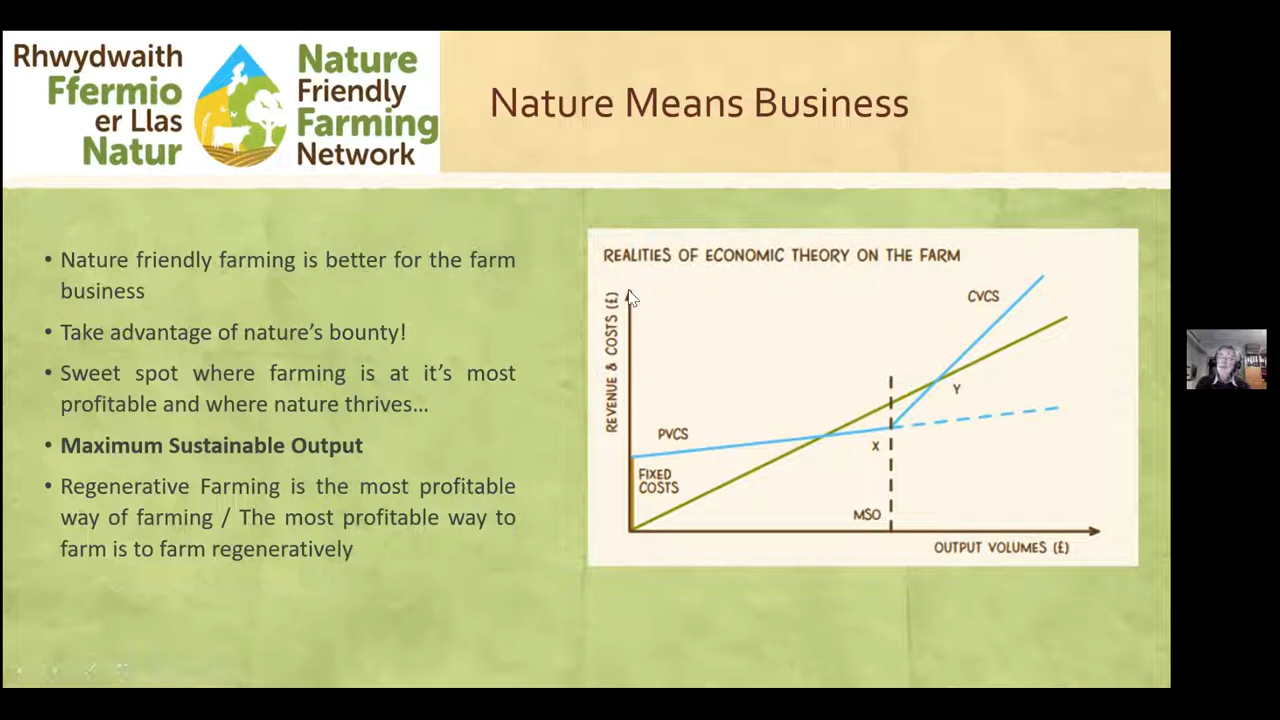 Rhwydwaith
Ffermio
er Llas
Natur
Nature
Friendly
Farming
Network
Nature Means Business
• Nature friendly farming is better for the farm
business
• Take advantage of nature's bounty!
• Sweet spot where farming is at it's most
profitable and where nature thrives…
• Maximum Sustainable Output
• Regenerative Farming is the most profitable
way of farming / The most profitable way to
farm is to farm regeneratively
REALITIES OF ECONOMIC THEORY ON THE FARM
REVENUE & COSTS (£)
CVCS
Y
PVCS
X
FIXED
COSTS
MSO
OUTPUT VOLUMES (£)